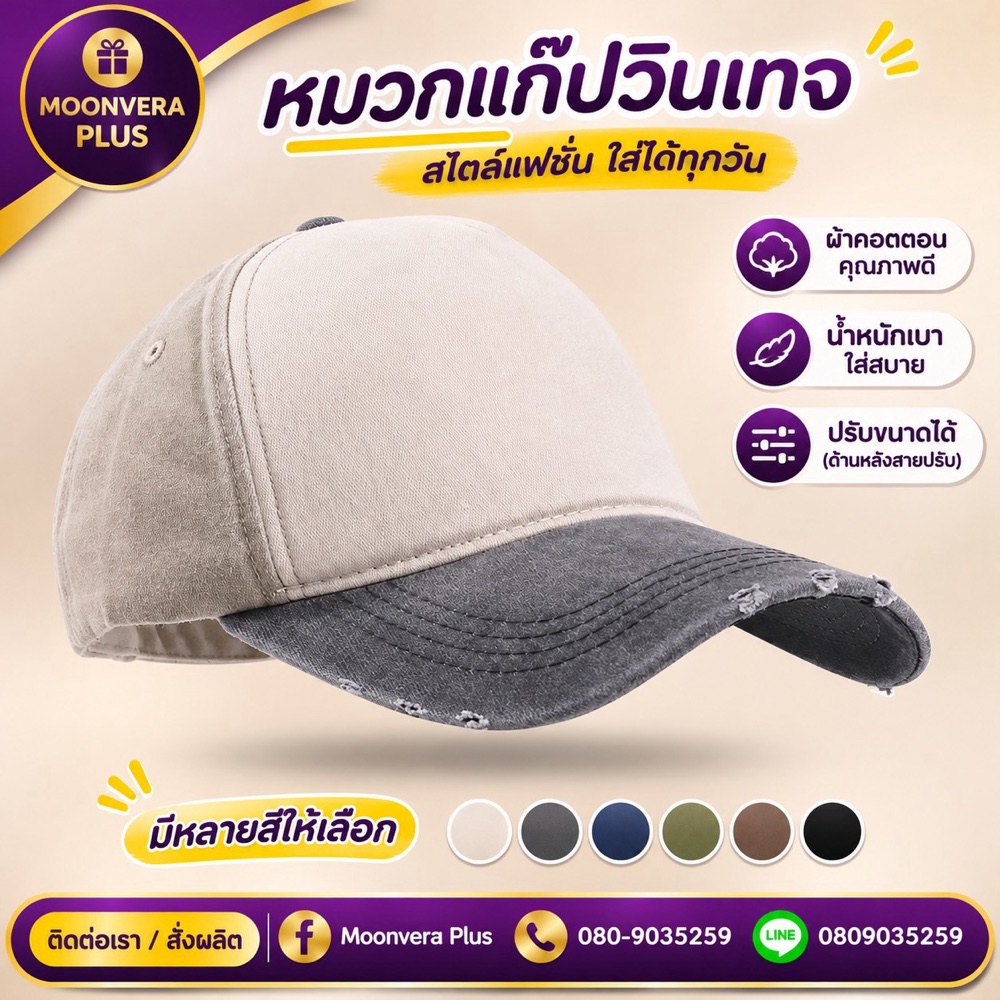 MOONVERA
PLUS
หมวกแก๊ปวินเทจ
สไตล์แฟชั่น ใส่ได้ทุกวัน
ผ้าคอตตอน
คุณภาพดี
น้ำหนักเบา
ใส่สบาย
ปรับขนาดได้
(ด้านหลังสายปรับ)
มีหลายสีให้เลือก
ติดต่อเรา / สั่งผลิต
f Moonvera Plus
080-9035259
LINE 0809035259